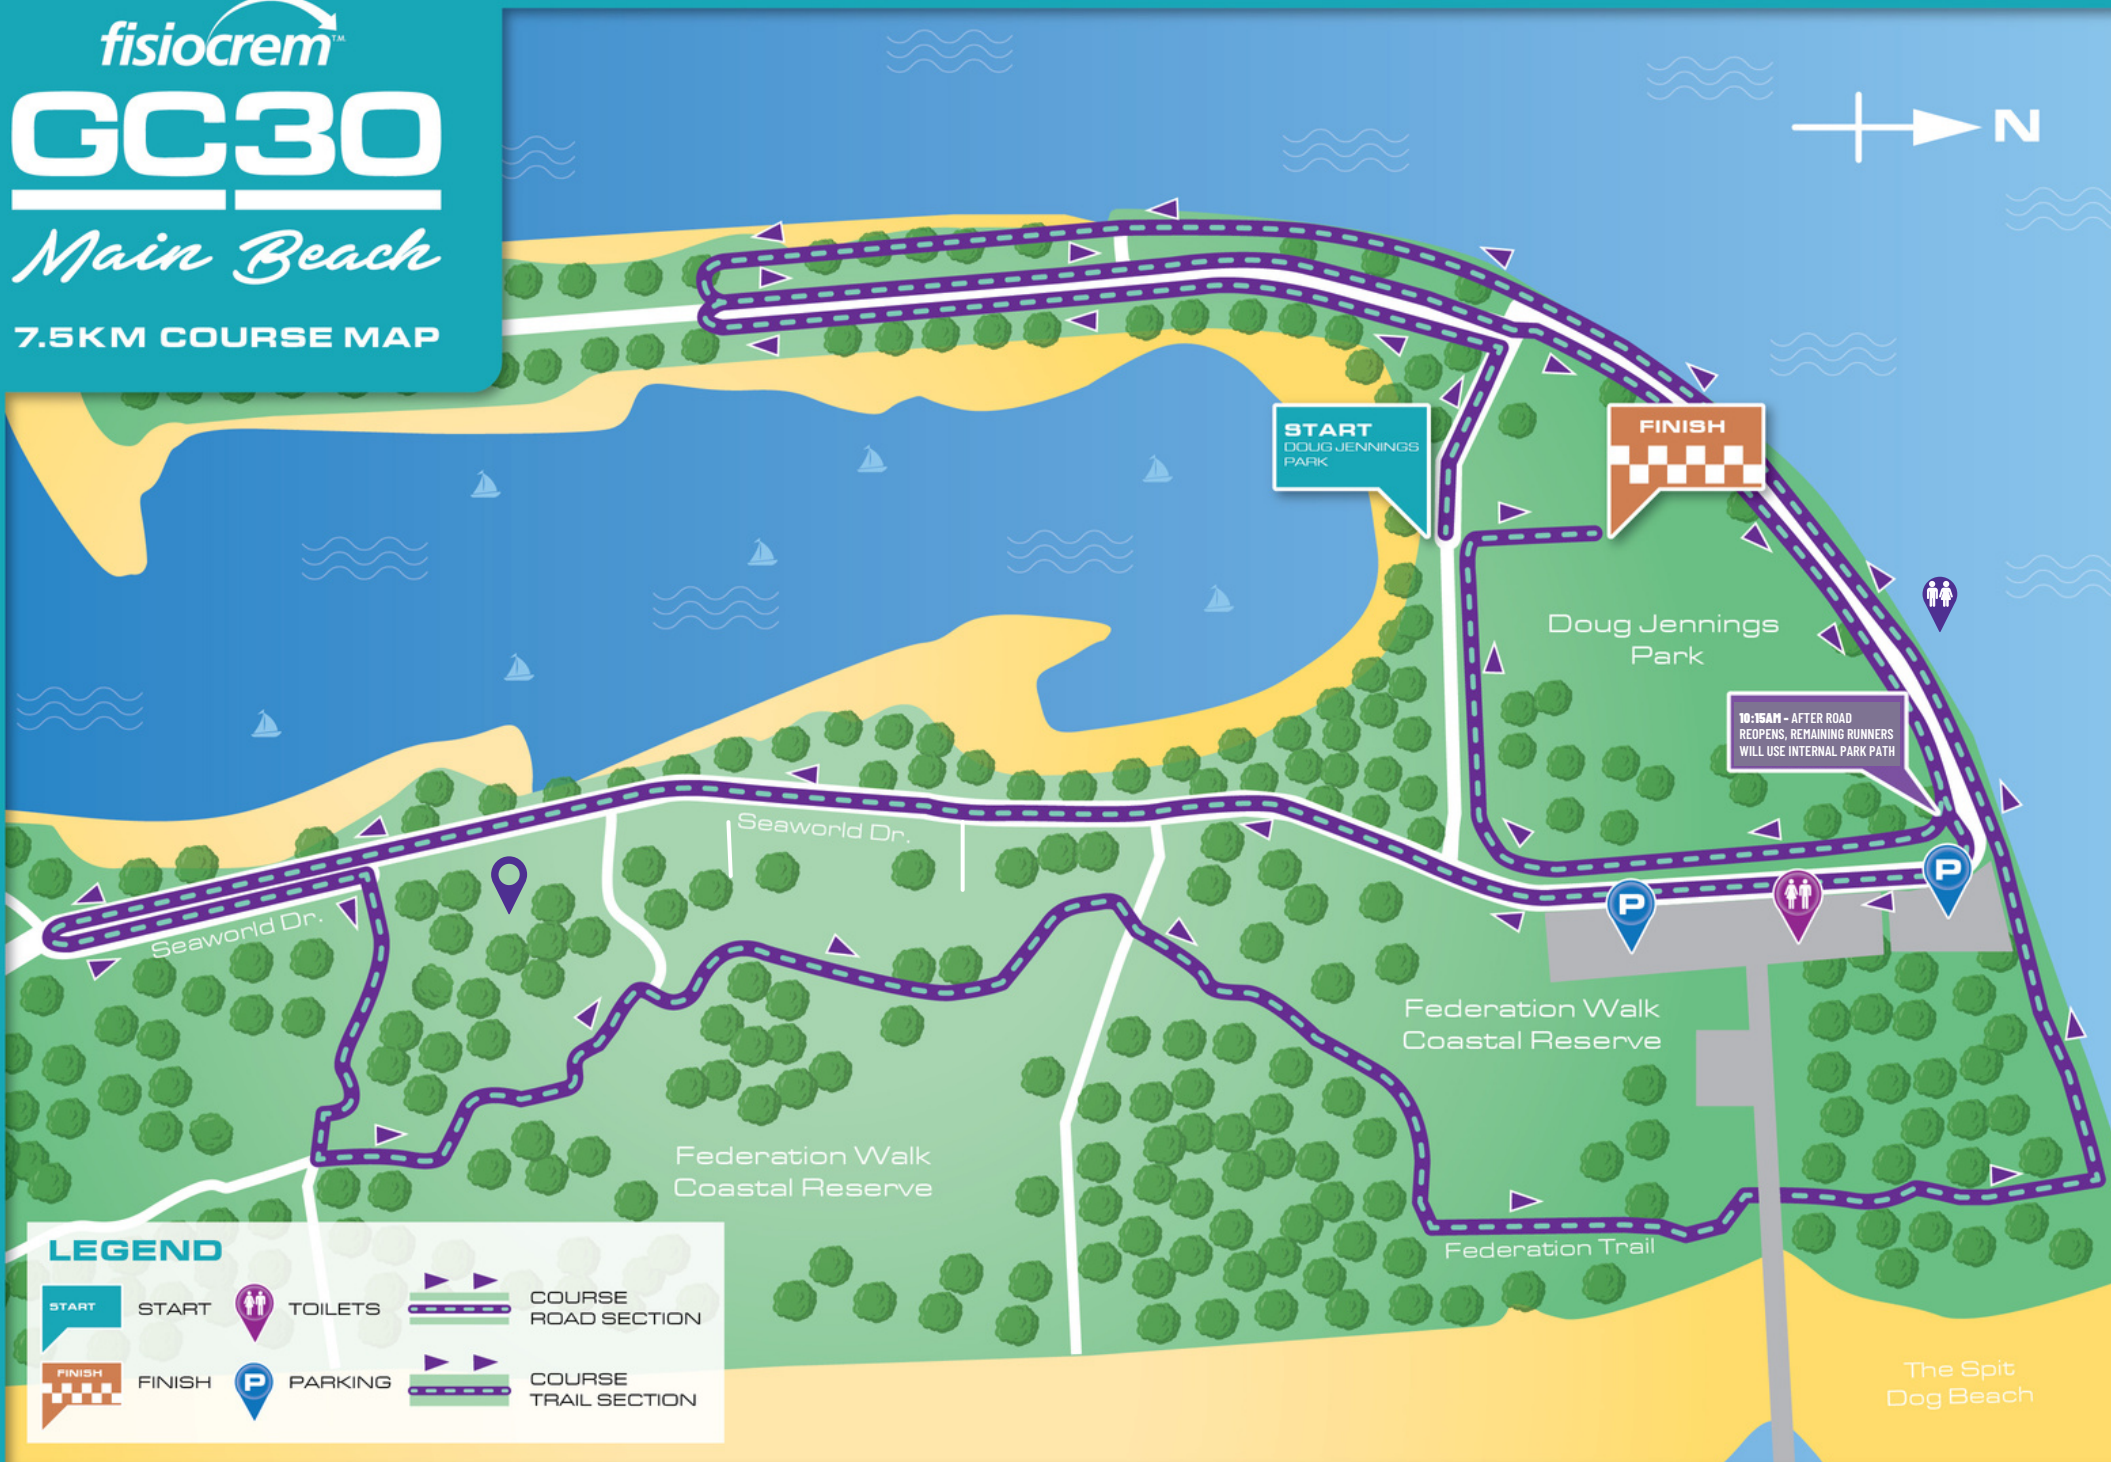 fisiocrem™
GC30
Main Beach
7.5KM COURSE MAP
N
START
DOUG JENNINGS
PARK
FINISH
Doug Jennings
Park
10:15AM - AFTER ROAD
REOPENS, REMAINING RUNNERS
WILL USE INTERNAL PARK PATH
Seaworld Dr.
Seaworld Dr.
P
P
Federation Walk
Coastal Reserve
Federation Walk
Coastal Reserve
Federation Trail
The Spit
Dog Beach
LEGEND
START
START
TOILETS
COURSE
ROAD SECTION
FINISH
FINISH
P
PARKING
COURSE
TRAIL SECTION